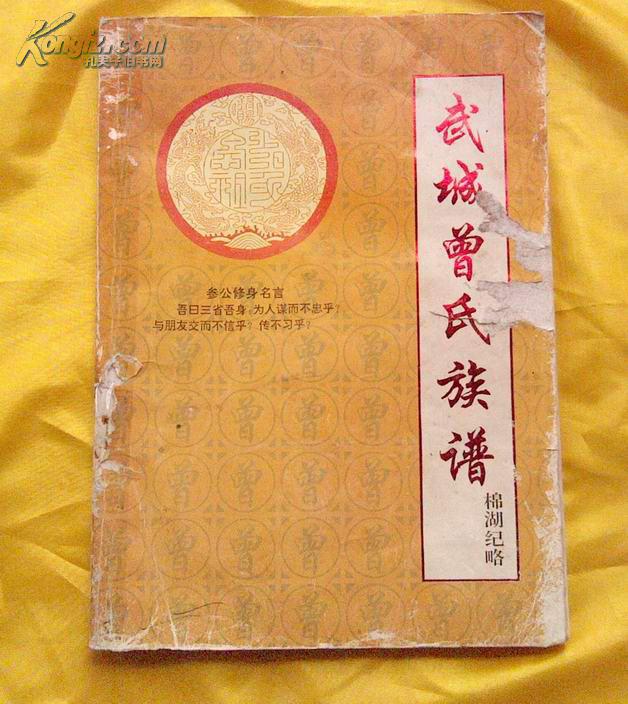 Kongfz.com
孔夫子旧书网
武城曾氏族谱
棉湖纪略
参公修身名言
吾日三省吾身。为人谋而不忠乎?
与朋友交而不信乎?传不习乎?